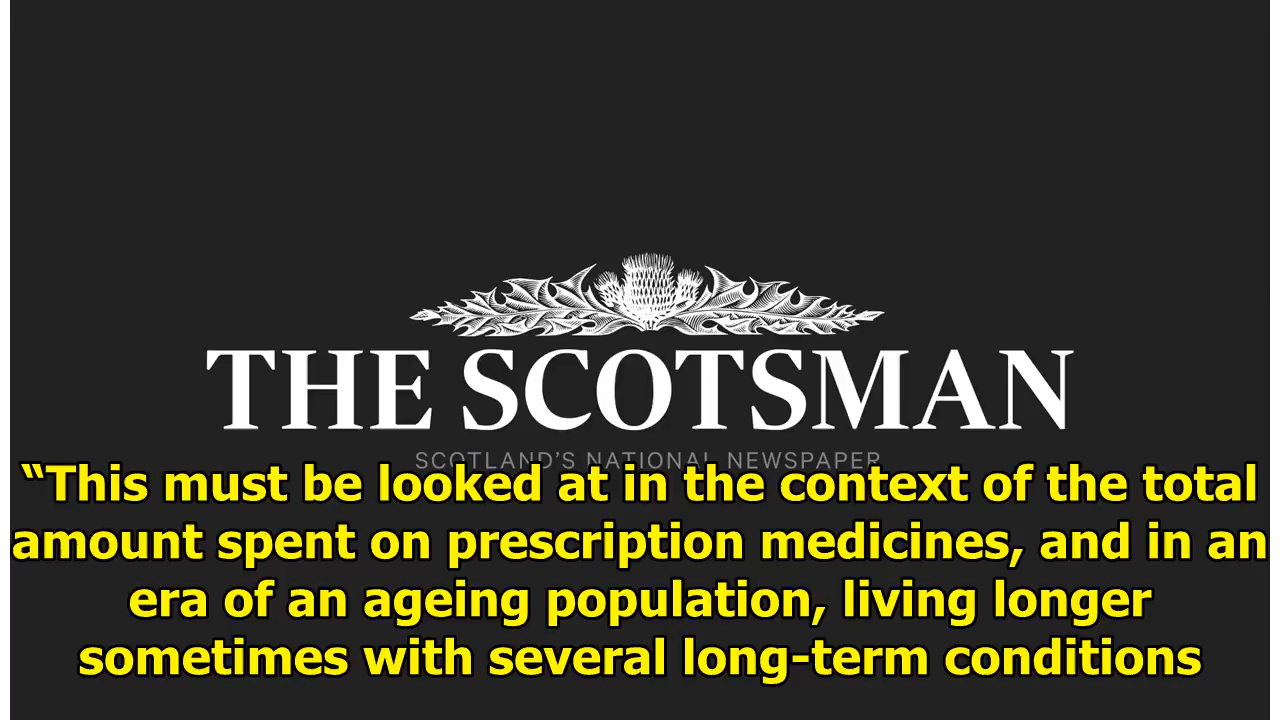 THE SCOTSMAN
SCOTLAND'S NATIONAL NEWSPAPER
“This must be looked at in the context of the total
amount spent on prescription medicines, and in an
era of an ageing population, living longer
sometimes with several long-term conditions